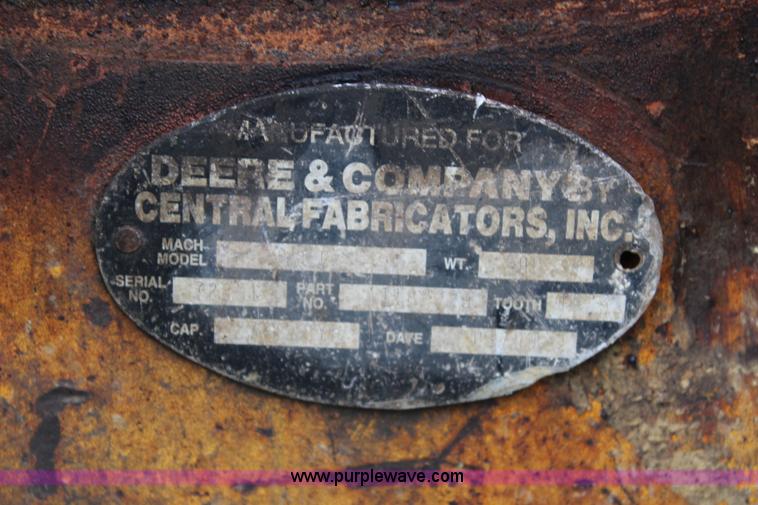 MANUFACTURED FOR
DEERE & COMPANY BY
CENTRAL FABRICATORS, INC.
MACH. MODEL WT.
SERIAL NO. PART NO. TOOTH
CAP. DATE
www.purplewave.com